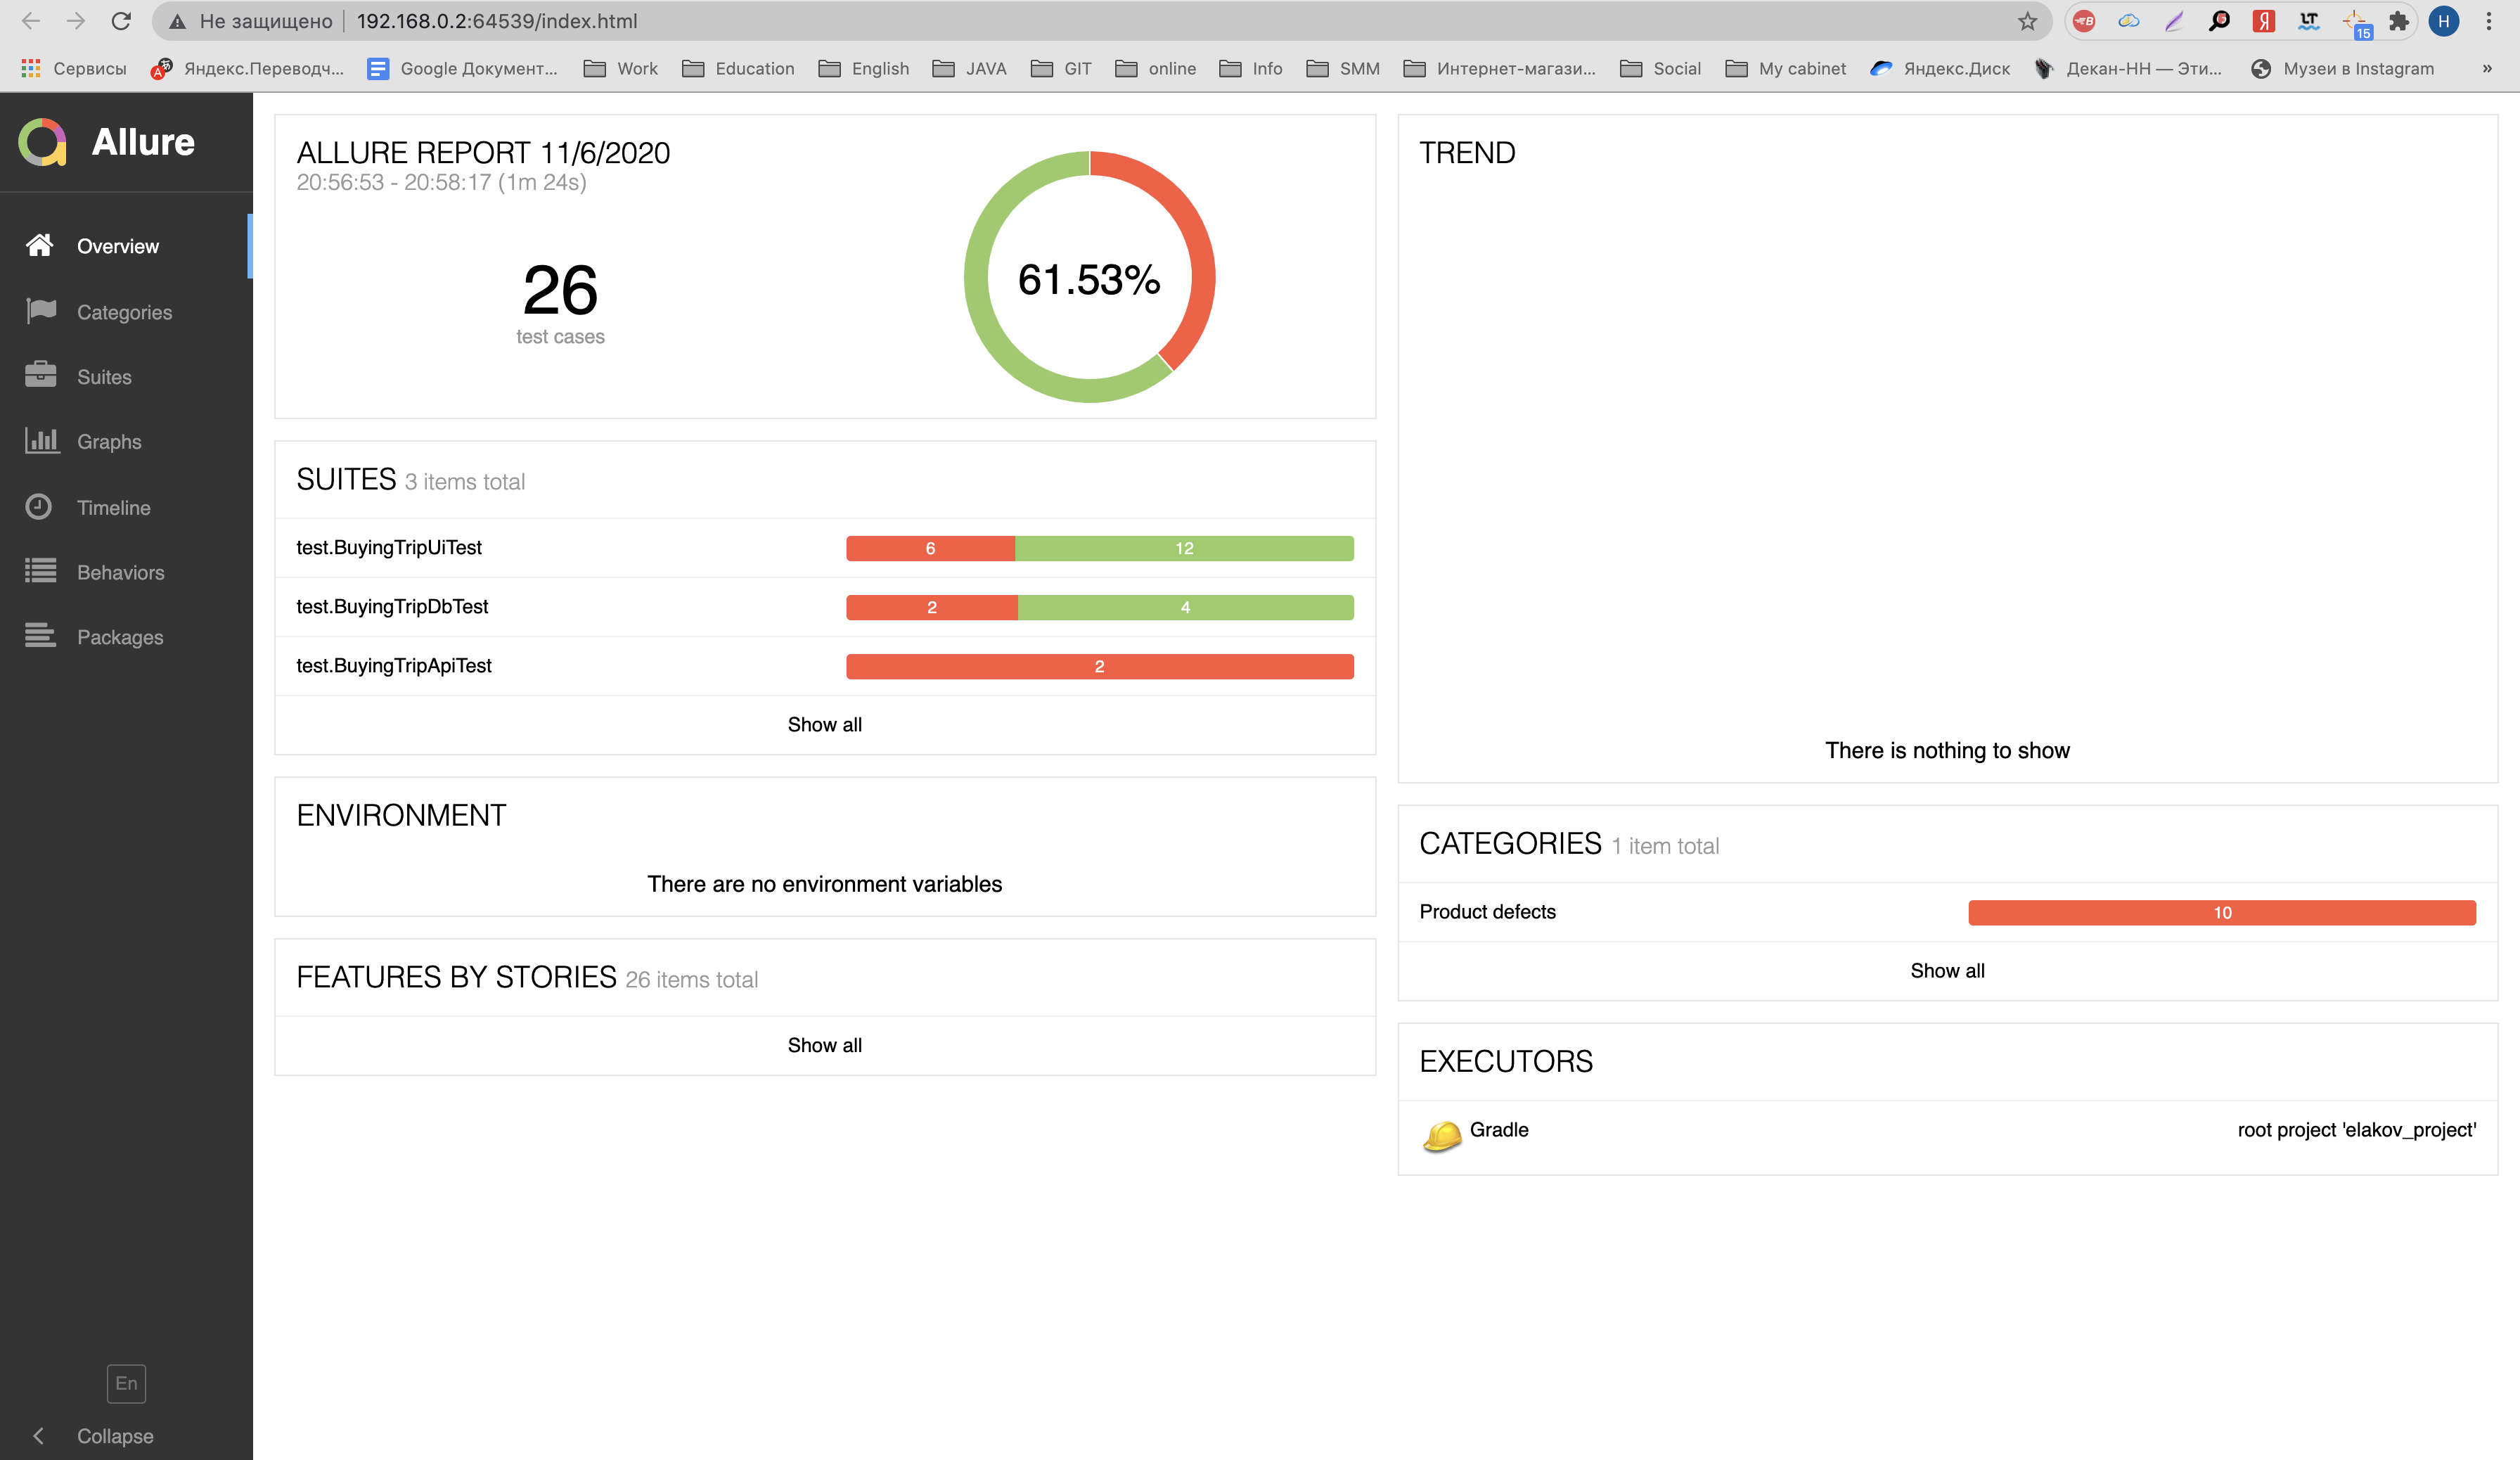 Не защищено 192.168.0.2:64539/index.html
15
H
Сервисы Яндекс.Переводч... Google Документ... Work Education English JAVA GIT online Info SMM Интернет-магази... Social My cabinet Яндекс.Диск Декан-НН — Эти... Музеи в Instagram »
Allure
Overview
Categories
Suites
Graphs
Timeline
Behaviors
Packages
En
Collapse
ALLURE REPORT 11/6/2020
20:56:53 - 20:58:17 (1m 24s)
26
test cases
61.53%
SUITES 3 items total
test.BuyingTripUiTest 6 12
test.BuyingTripDbTest 2 4
test.BuyingTripApiTest 2
Show all
ENVIRONMENT
There are no environment variables
FEATURES BY STORIES 26 items total
Show all
TREND
There is nothing to show
CATEGORIES 1 item total
Product defects 10
Show all
EXECUTORS
Gradle root project 'elakov_project'